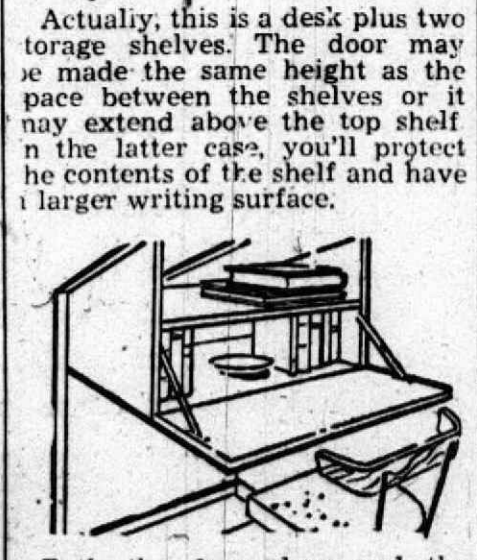 Actually, this is a desk plus two
torage shelves. The door may
e made the same height as the
pace between the shelves or it
nay extend above the top shelf
n the latter case, you'll protect
he contents of the shelf and have
larger writing surface.